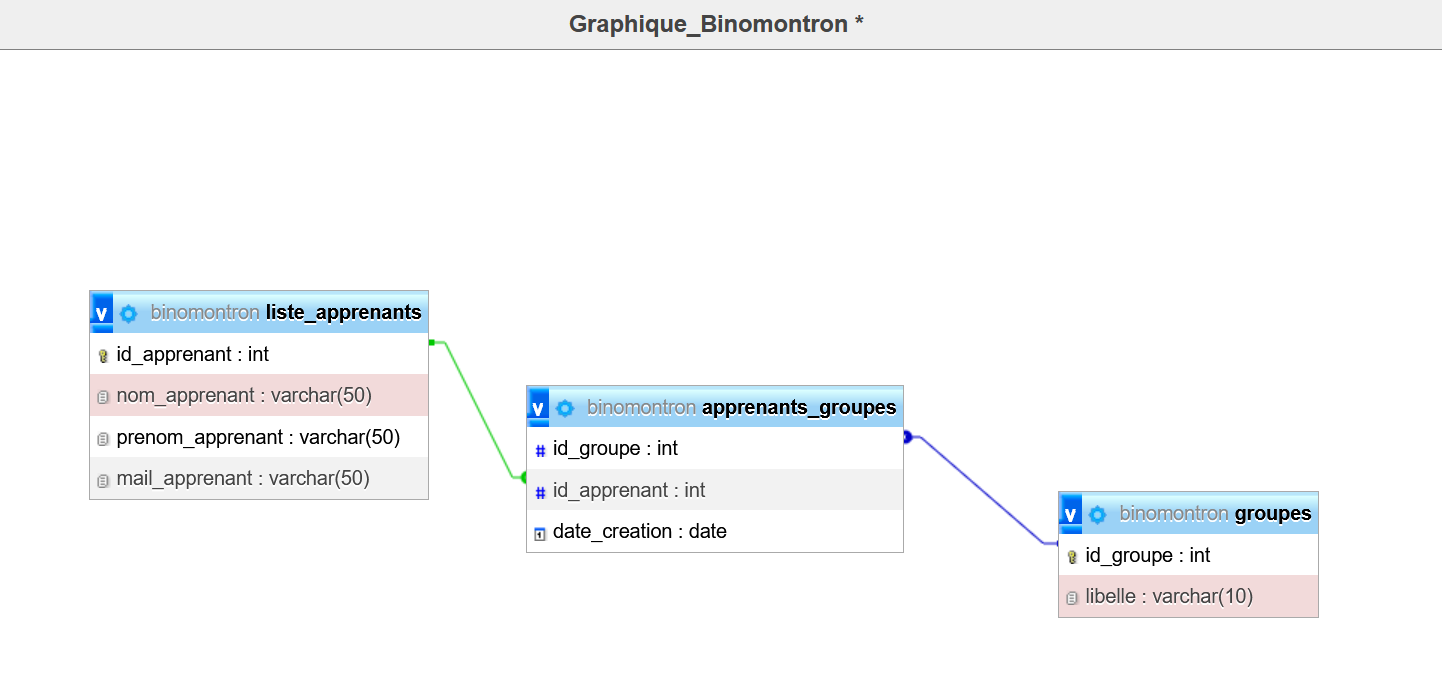 Graphique_Binomontron *
v binomontron liste_apprenants
id_apprenant : int
nom_apprenant : varchar(50)
prenom_apprenant : varchar(50)
mail_apprenant : varchar(50)
v binomontron apprenants_groupes
# id_groupe : int
# id_apprenant : int
date_creation : date
v binomontron groupes
id_groupe : int
libelle : varchar(10)